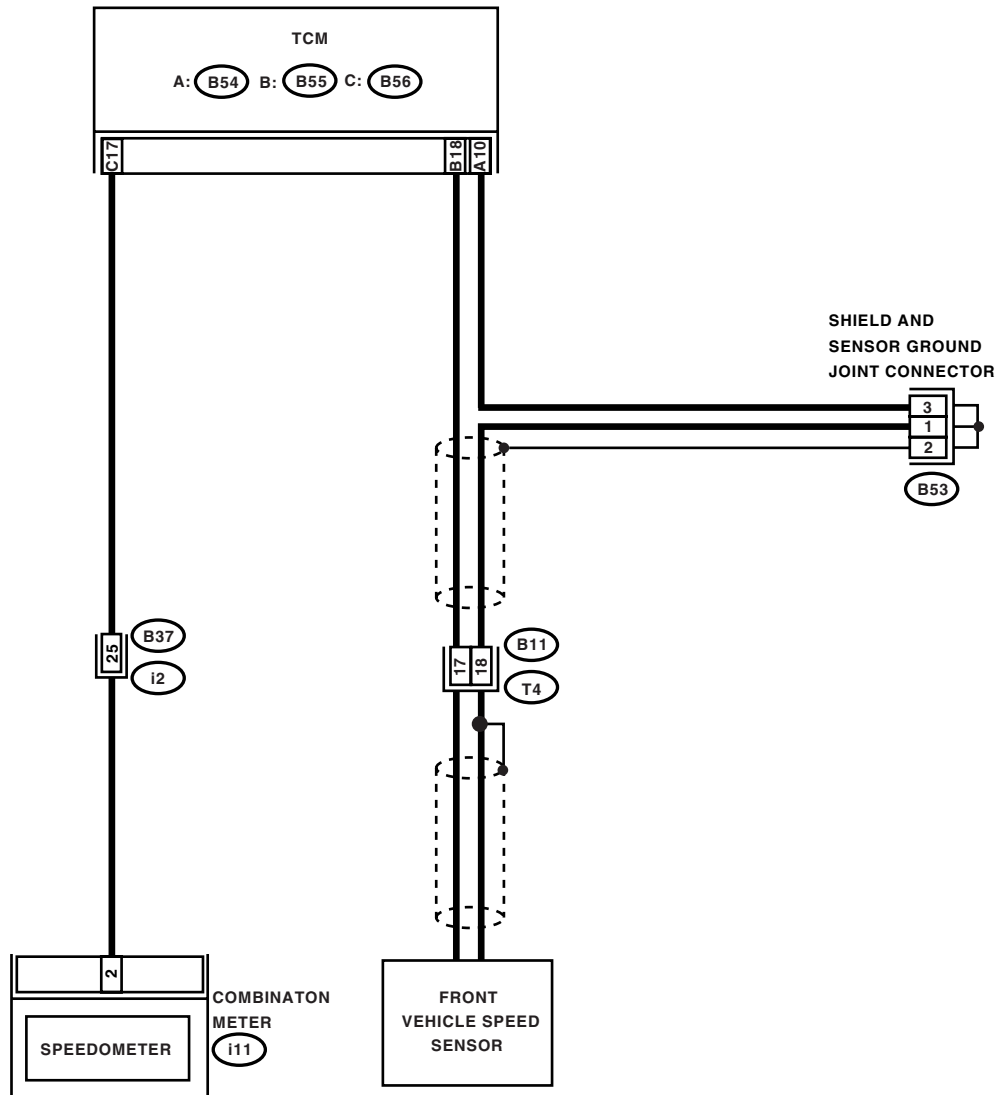 TCM
A: B54 B: B55 C: B56
C17
B18
A10
SHIELD AND
SENSOR GROUND
JOINT CONNECTOR
3
1
2
B53
25
B37
i2
17
18
B11
T4
2
COMBINATON
METER
i11
SPEEDOMETER
FRONT
VEHICLE SPEED
SENSOR